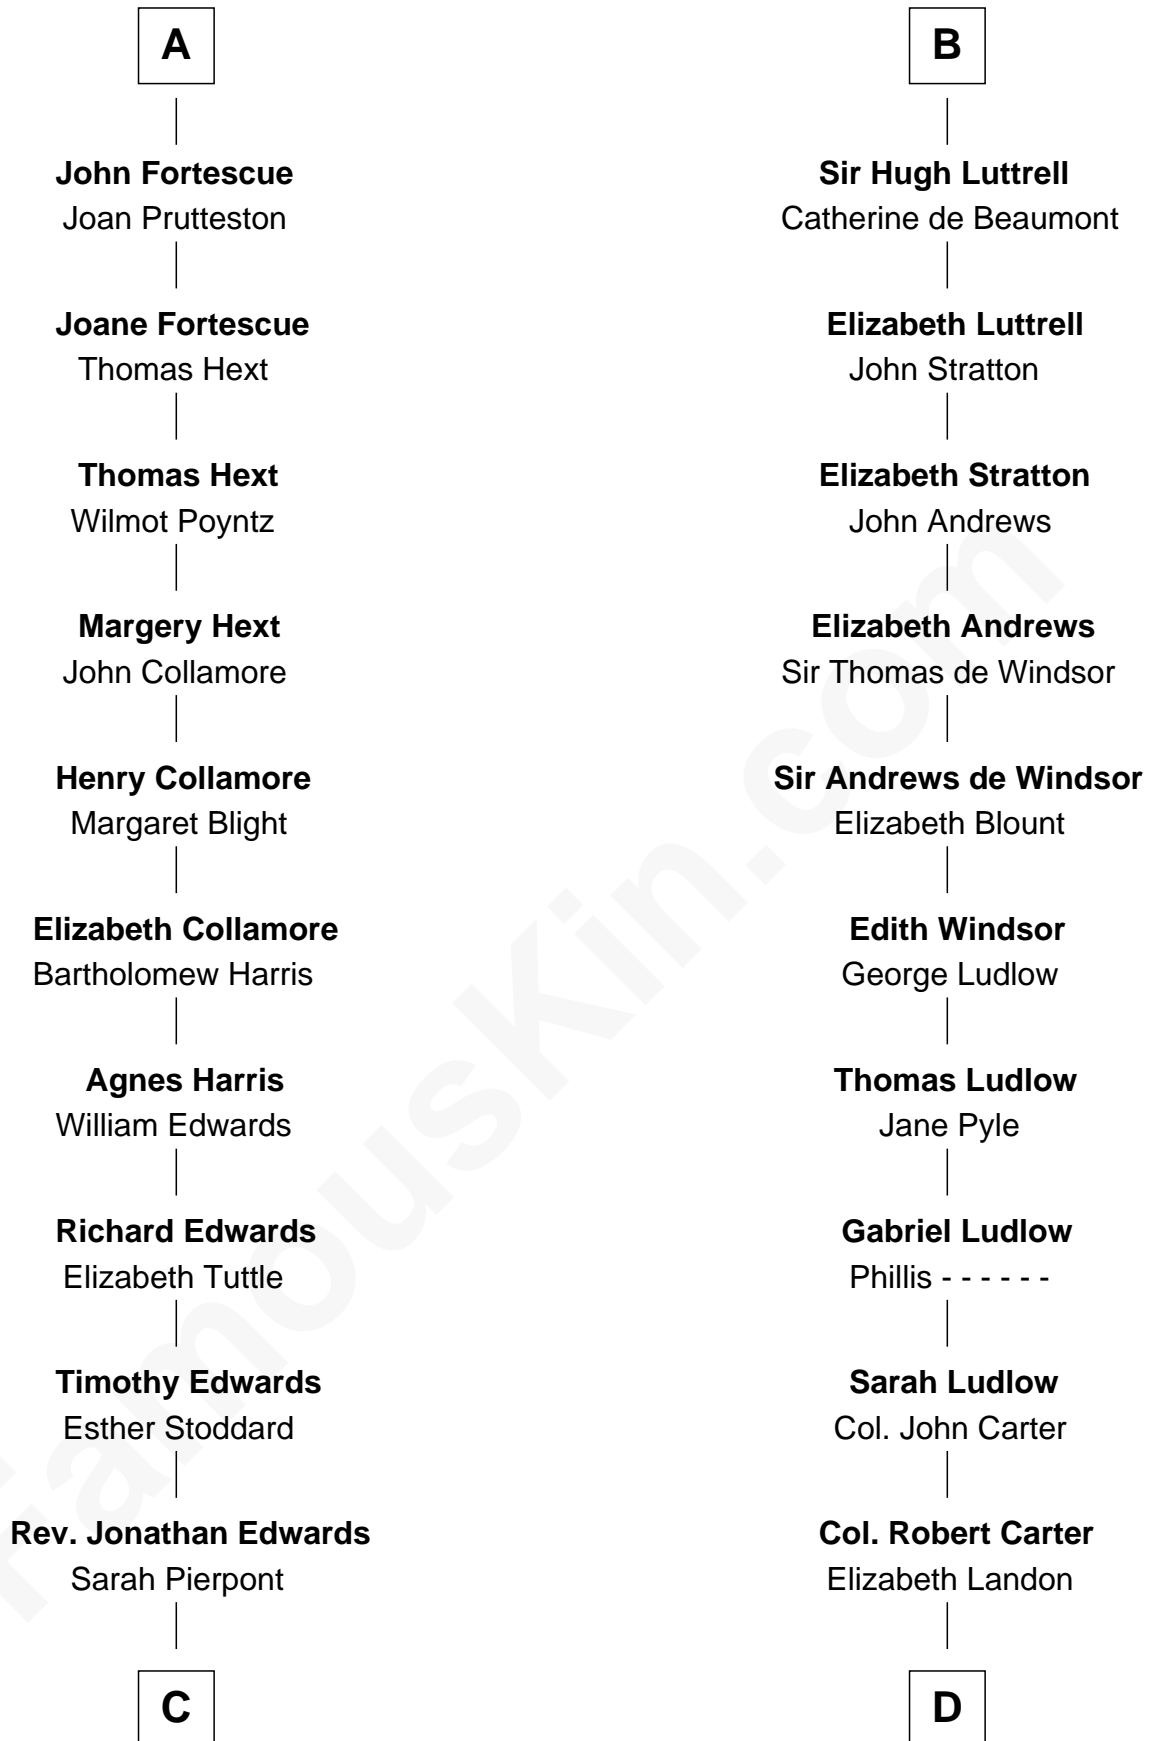 A
John Fortescue
Joan Prutteston
Joane Fortescue
Thomas Hext
Thomas Hext
Wilmot Poyntz
Margery Hext
John Collamore
Henry Collamore
Margaret Blight
Elizabeth Collamore
Bartholomew Harris
Agnes Harris
William Edwards
Richard Edwards
Elizabeth Tuttle
Timothy Edwards
Esther Stoddard
Rev. Jonathan Edwards
Sarah Pierpont
C
B
Sir Hugh Luttrell
Catherine de Beaumont
Elizabeth Luttrell
John Stratton
Elizabeth Stratton
John Andrews
Elizabeth Andrews
Sir Thomas de Windsor
Sir Andrews de Windsor
Elizabeth Blount
Edith Windsor
George Ludlow
Thomas Ludlow
Jane Pyle
Gabriel Ludlow
Phillis - - - - - -
Sarah Ludlow
Col. John Carter
Col. Robert Carter
Elizabeth Landon
D
FamousKin.com